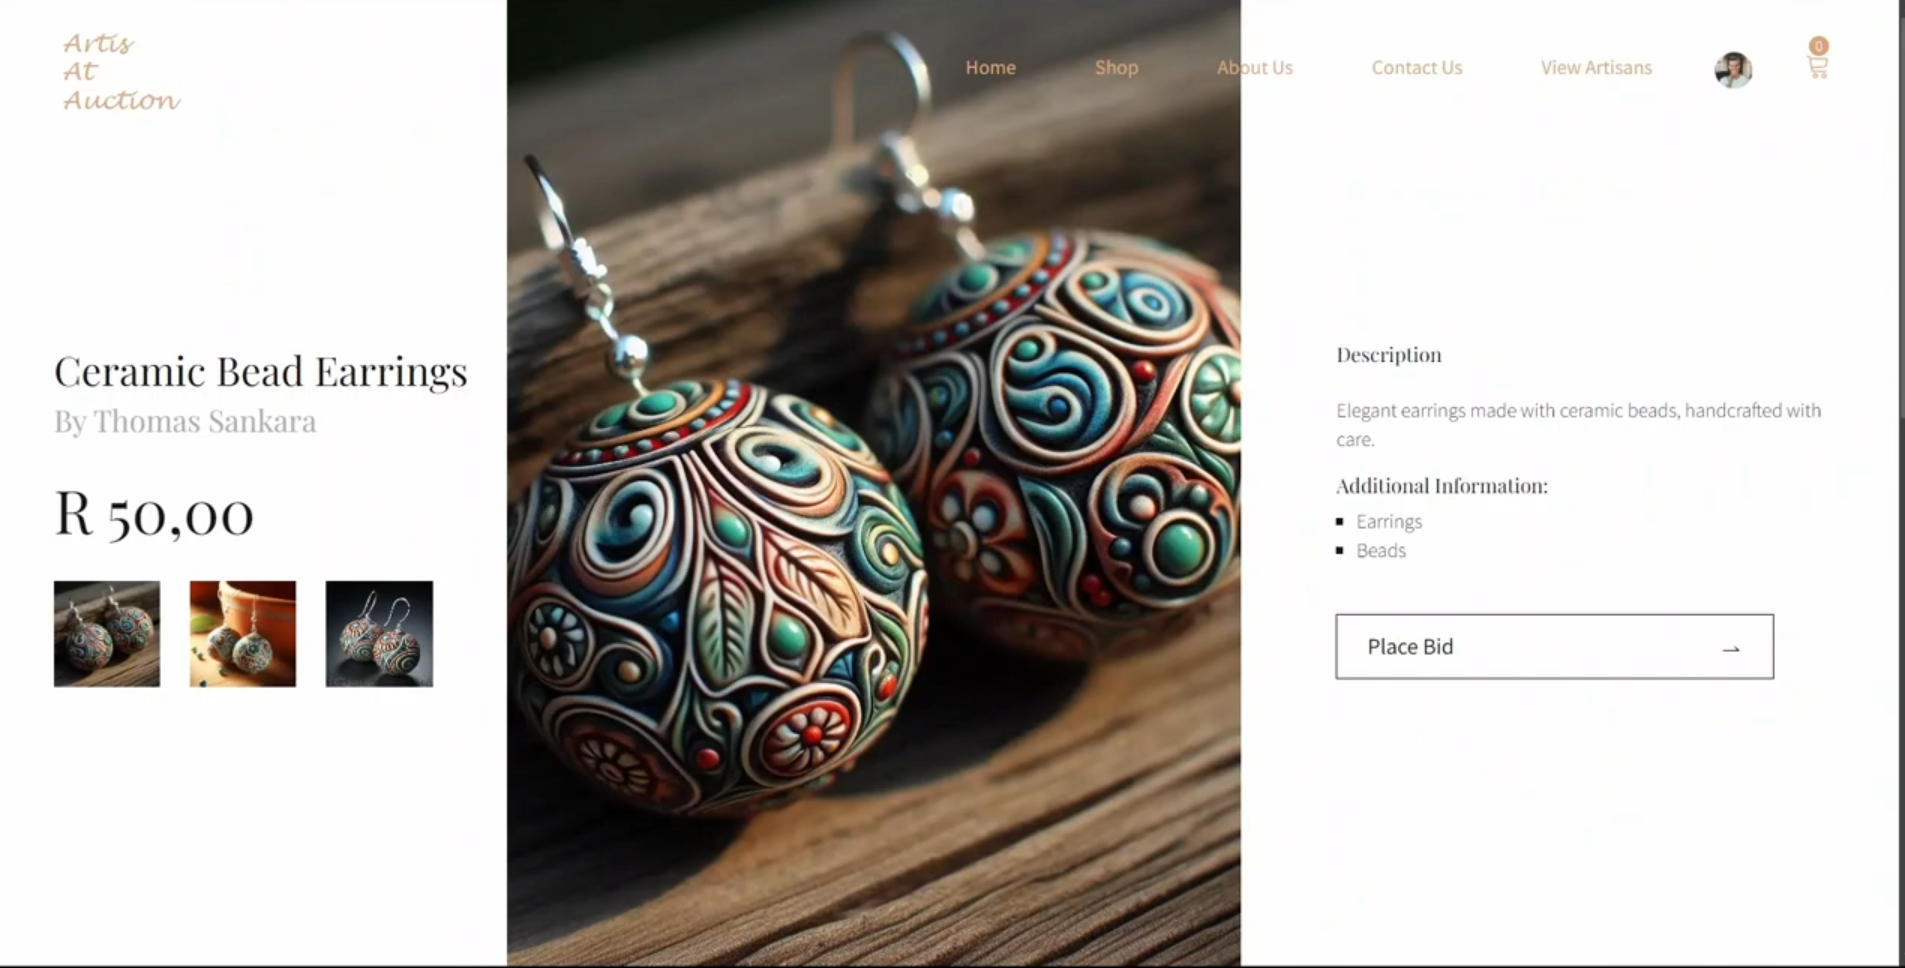 Artis
At
Auction
Home Shop About Us Contact Us View Artisans 0
Ceramic Bead Earrings
By Thomas Sankara
R 50,00
Description
Elegant earrings made with ceramic beads, handcrafted with
care.
Additional Information:
Earrings
Beads
Place Bid →